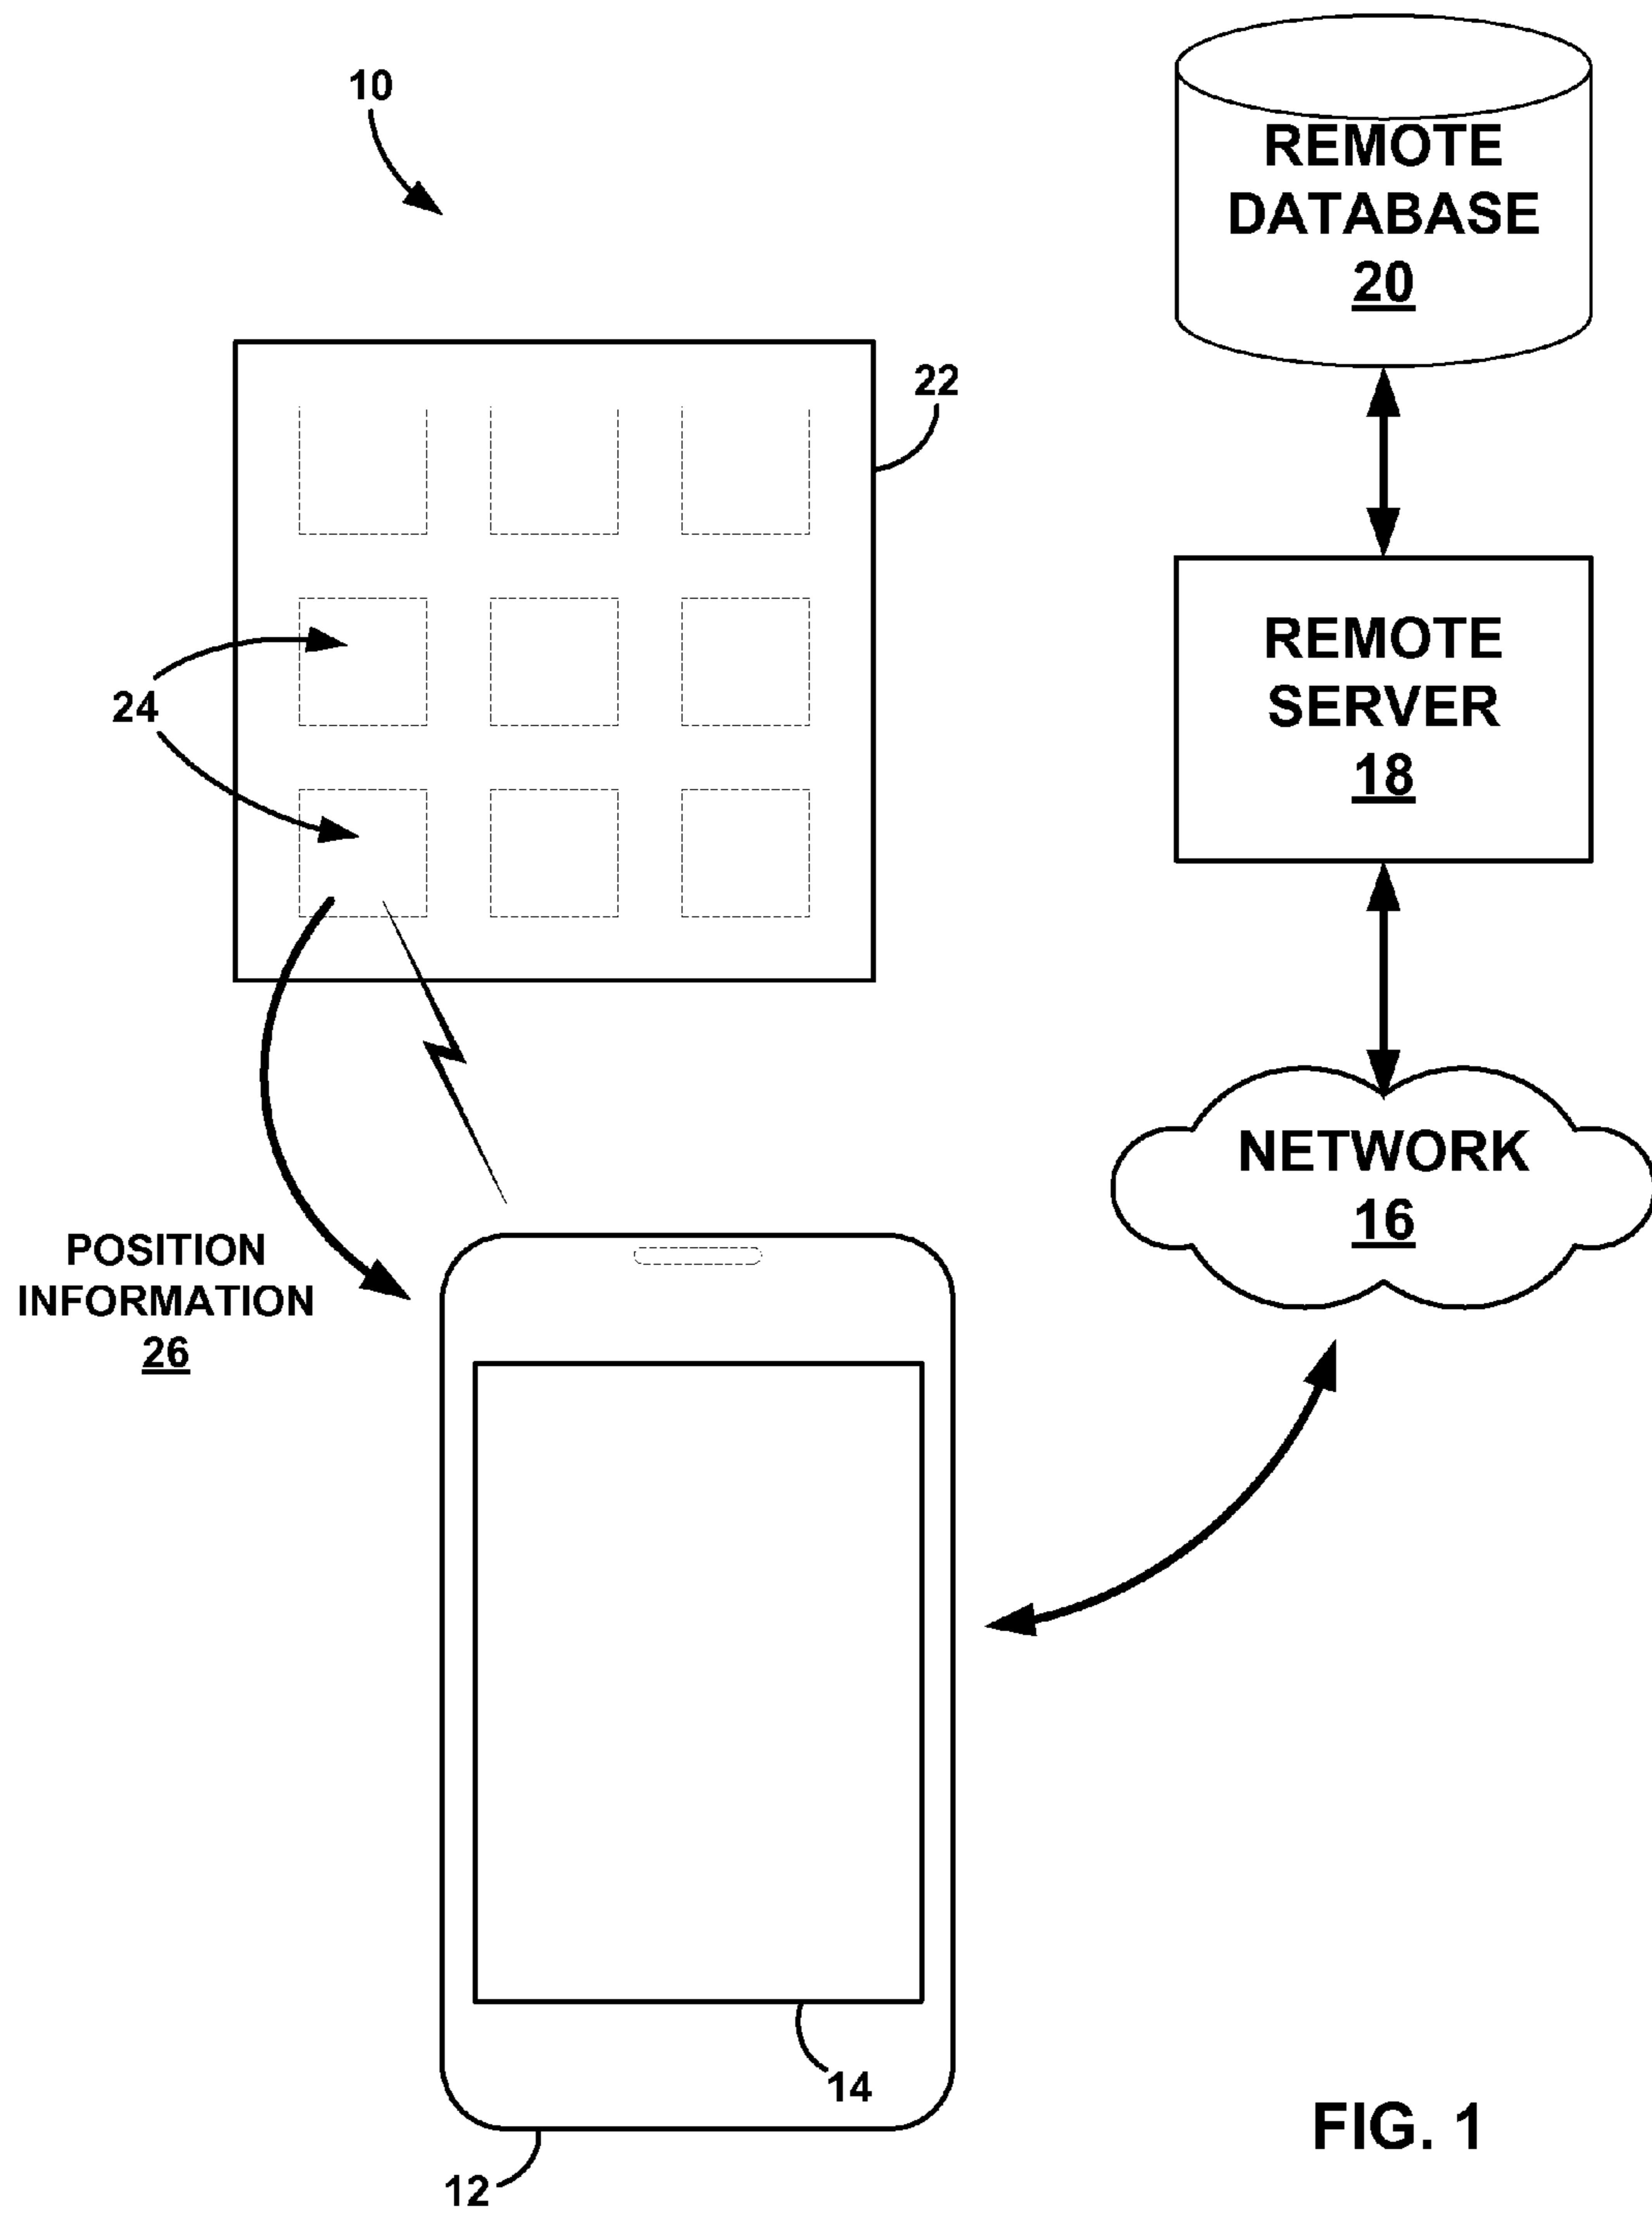 10
REMOTE
DATABASE
20
22
REMOTE
SERVER
18
24
NETWORK
16
POSITION
INFORMATION
26
14
12
FIG. 1